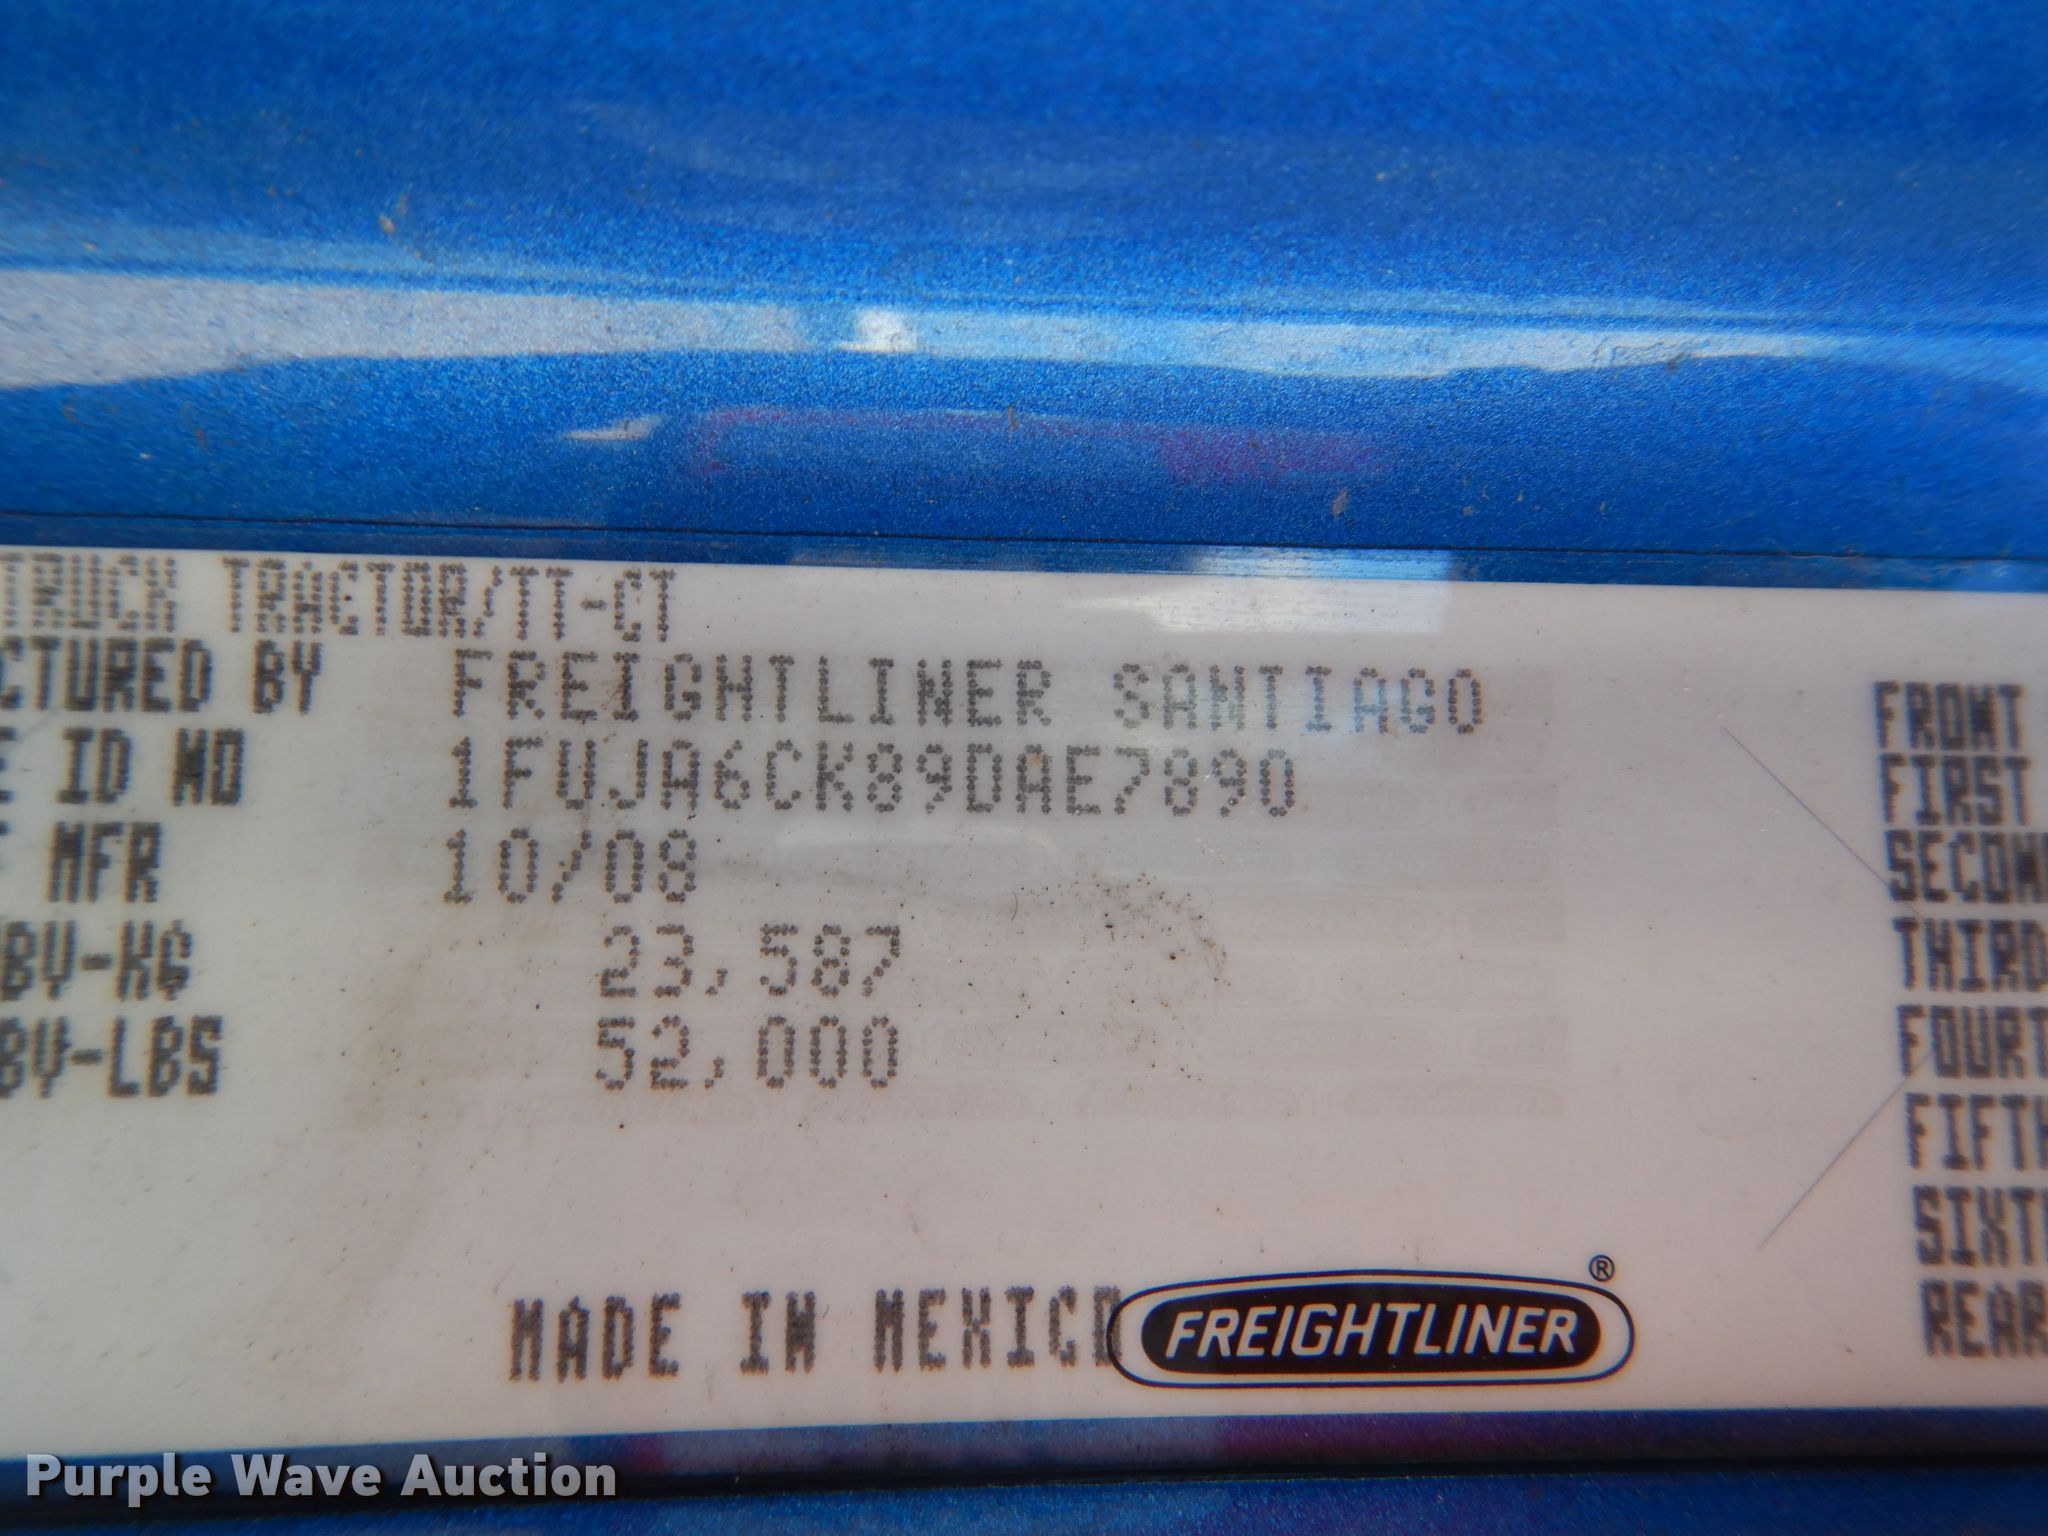 TRUCK TRACTOR/TT-CT
CTURED BY FREIGHTLINER SANTIAGO
E ID NO 1FUJA6CK89DAE7890
MFR 10/08
BV-KG 23,587
BV-LBS 52,000
MADE IN MEXICO
FREIGHTLINER®
FRONT
FIRST
SECON
THIRD
FOURT
FIFTH
SIXT
REAR
Purple Wave Auction